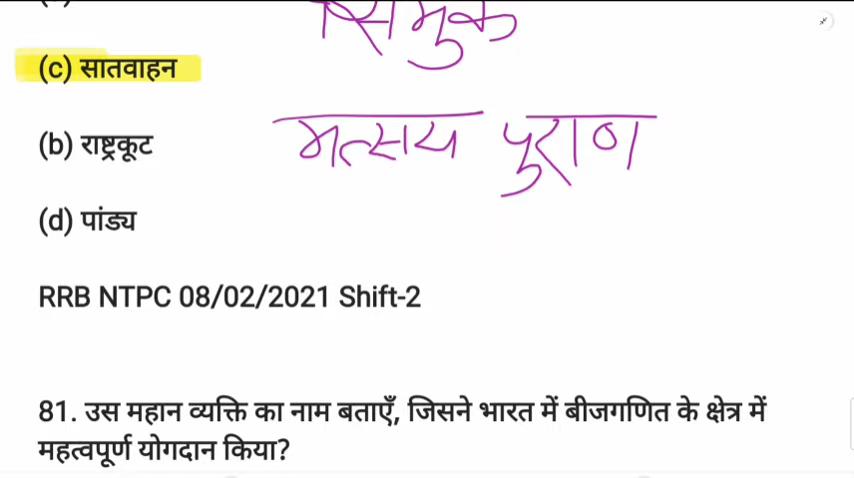 सिमुक
(c) सातवाहन
मत्सय पुराण
(b) राष्ट्रकूट
(d) पांड्य
RRB NTPC 08/02/2021 Shift-2
81. उस महान व्यक्ति का नाम बताएँ, जिसने भारत में बीजगणित के क्षेत्र में
महत्वपूर्ण योगदान किया?